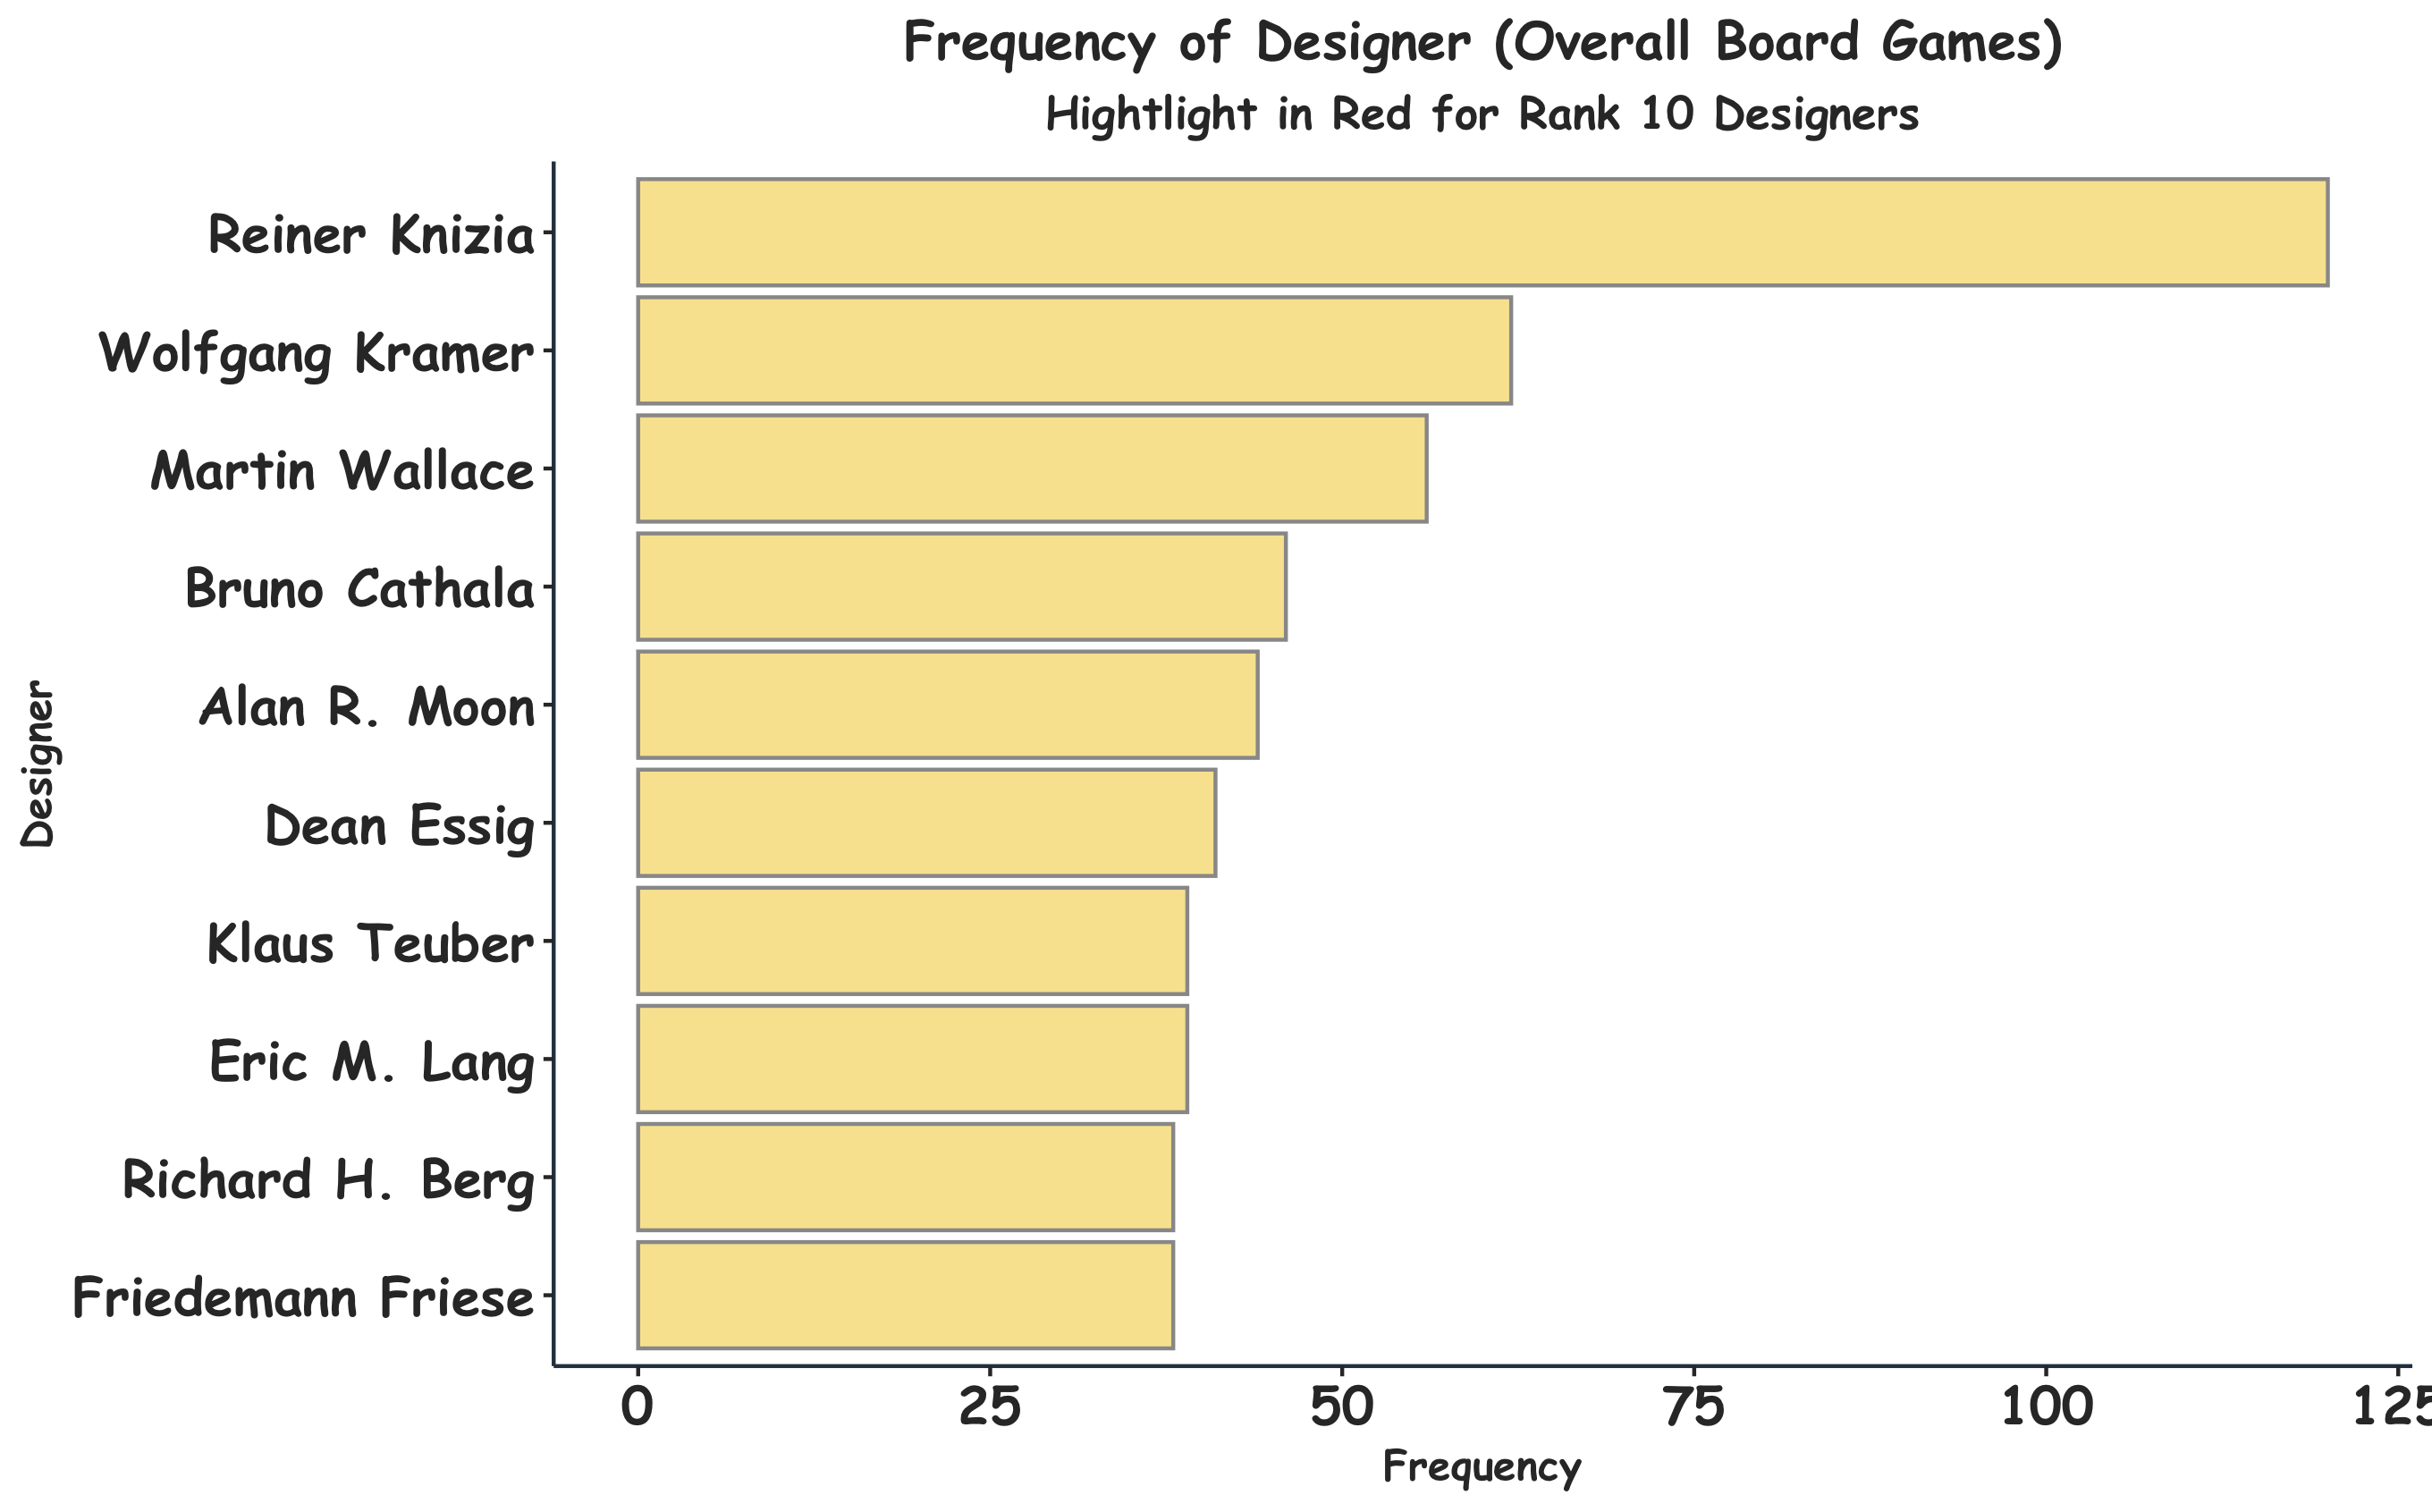 Frequency of Designer (Overall Board Games)
Hightlight in Red for Rank 10 Designers
Designer
Reiner Knizia
Wolfgang Kramer
Martin Wallace
Bruno Cathala
Alan R. Moon
Dean Essig
Klaus Teuber
Eric M. Lang
Richard H. Berg
Friedemann Friese
0 25 50 75 100 125
Frequency